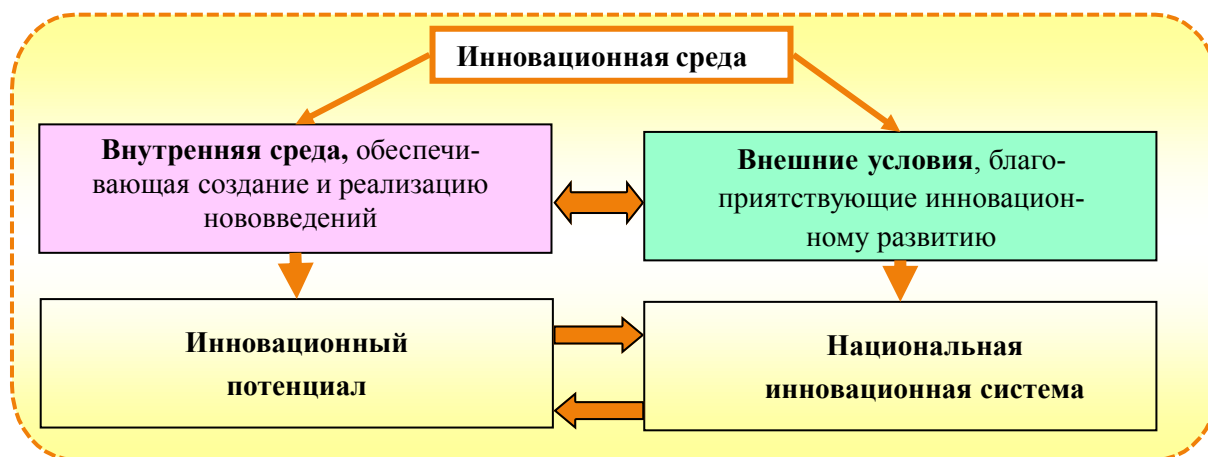 Инновационная среда
Внутренняя среда, обеспечи-
вающая создание и реализацию
нововведений
Внешние условия, благо-
приятствующие инновацион-
ному развитию
Инновационный
потенциал
Национальная
инновационная система